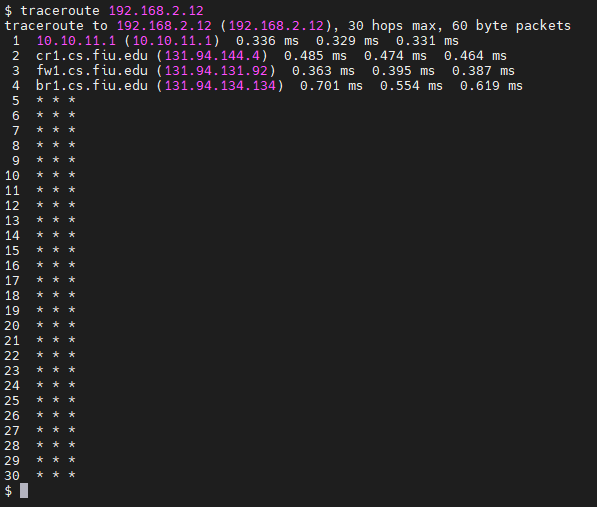 $ traceroute 192.168.2.12
traceroute to 192.168.2.12 (192.168.2.12), 30 hops max, 60 byte packets
 1  10.10.11.1 (10.10.11.1)  0.336 ms  0.329 ms  0.331 ms
 2  cr1.cs.fiu.edu (131.94.144.4)  0.485 ms  0.474 ms  0.464 ms
 3  fw1.cs.fiu.edu (131.94.131.92)  0.363 ms  0.395 ms  0.387 ms
 4  br1.cs.fiu.edu (131.94.134.134)  0.701 ms  0.554 ms  0.619 ms
 5  * * *
 6  * * *
 7  * * *
 8  * * *
 9  * * *
10  * * *
11  * * *
12  * * *
13  * * *
14  * * *
15  * * *
16  * * *
17  * * *
18  * * *
19  * * *
20  * * *
21  * * *
22  * * *
23  * * *
24  * * *
25  * * *
26  * * *
27  * * *
28  * * *
29  * * *
30  * * *
$